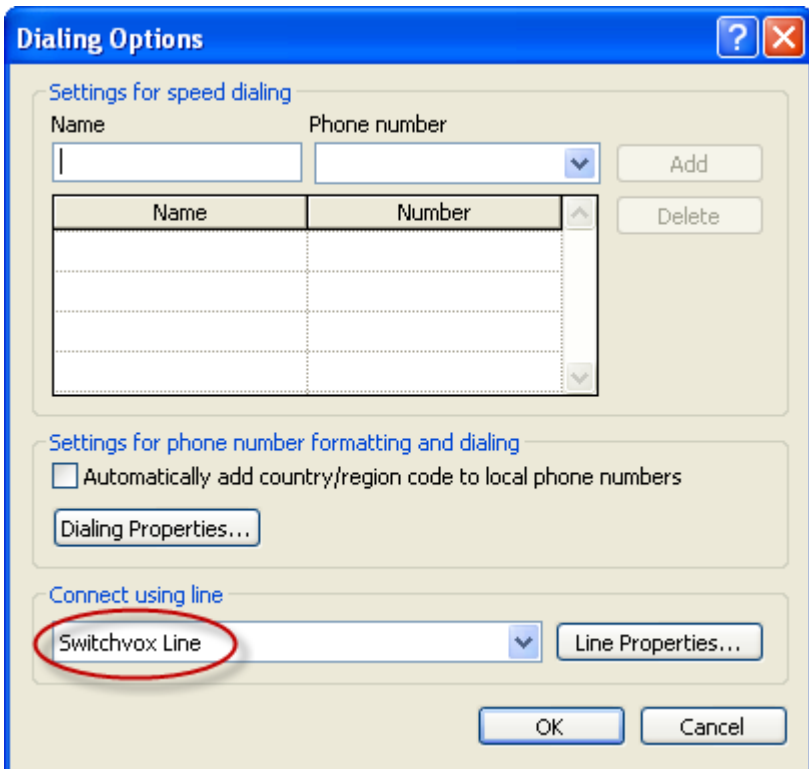 Dialing Options
Settings for speed dialing
Name Phone number
Add
Name Number
Delete
Settings for phone number formatting and dialing
Automatically add country/region code to local phone numbers
Dialing Properties...
Connect using line
Switchvox Line
Line Properties...
OK Cancel